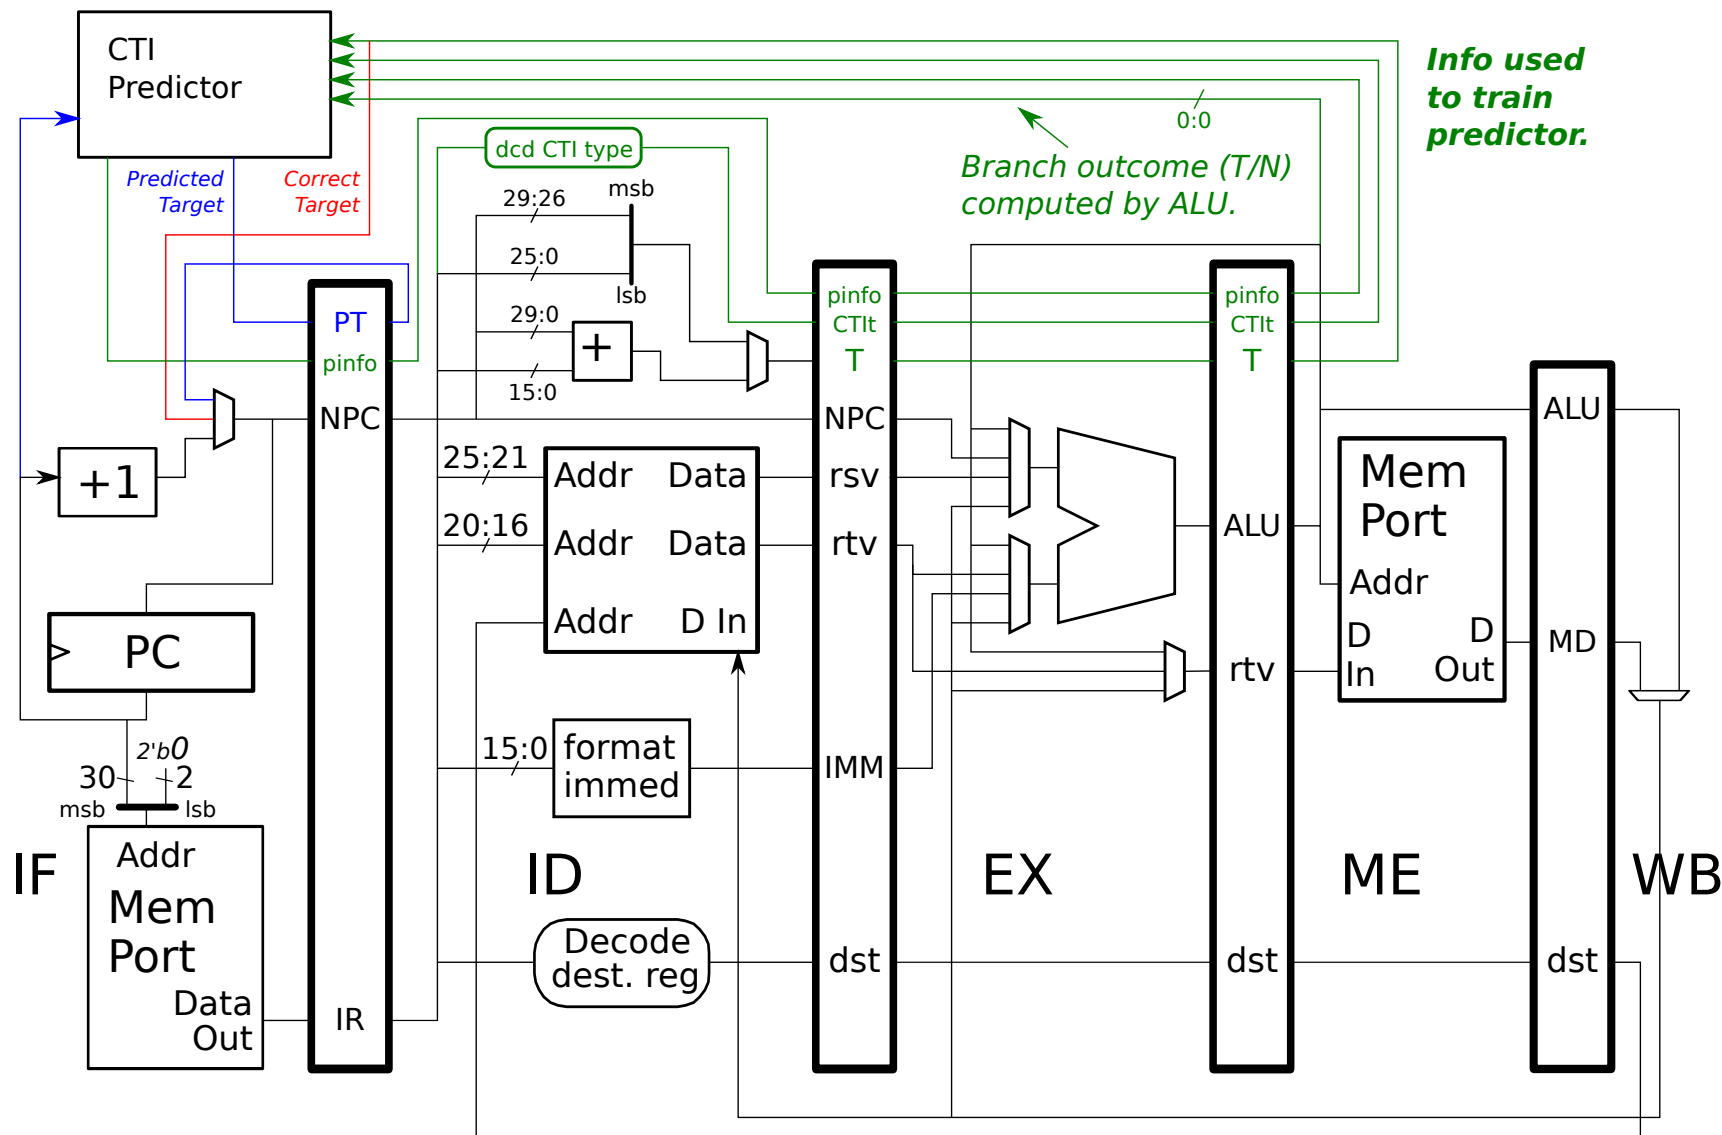 CTI
Predictor
Info used
to train
predictor.
0:0
dcd CTI type
Branch outcome (T/N)
computed by ALU.
Predicted
Target
Correct
Target
29:26
msb
25:0
lsb
29:0
+
15:0
PT
pinfo
NPC
IR
pinfo
CTIt
T
NPC
rsv
rtv
IMM
dst
pinfo
CTIt
T
ALU
rtv
dst
ALU
MD
dst
+1
PC
25:21
20:16
Addr
Data
Addr
Data
Addr
D In
Mem
Port
Addr
D
In
D
Out
2'b0
30
2
msb
lsb
15:0
format
immed
Addr
Mem
Port
Data
Out
IF
ID
EX
ME
WB
Decode
dest. reg